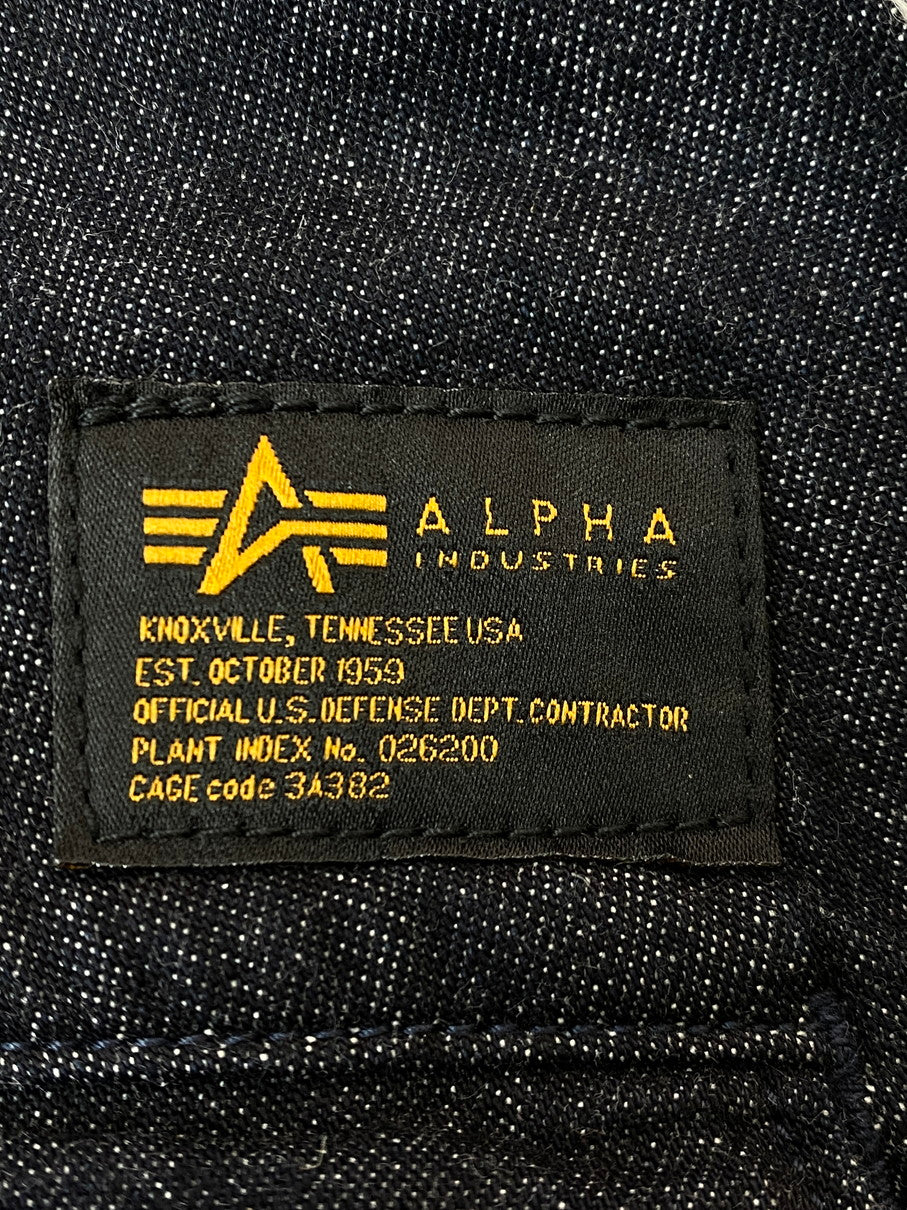 ALPHA
INDUSTRIES
KNOXVILLE, TENNESSEE USA
EST. OCTOBER 1959
OFFICIAL U.S. DEFENSE DEPT. CONTRACTOR
PLANT INDEX No. 026200
CAGE code 3A382